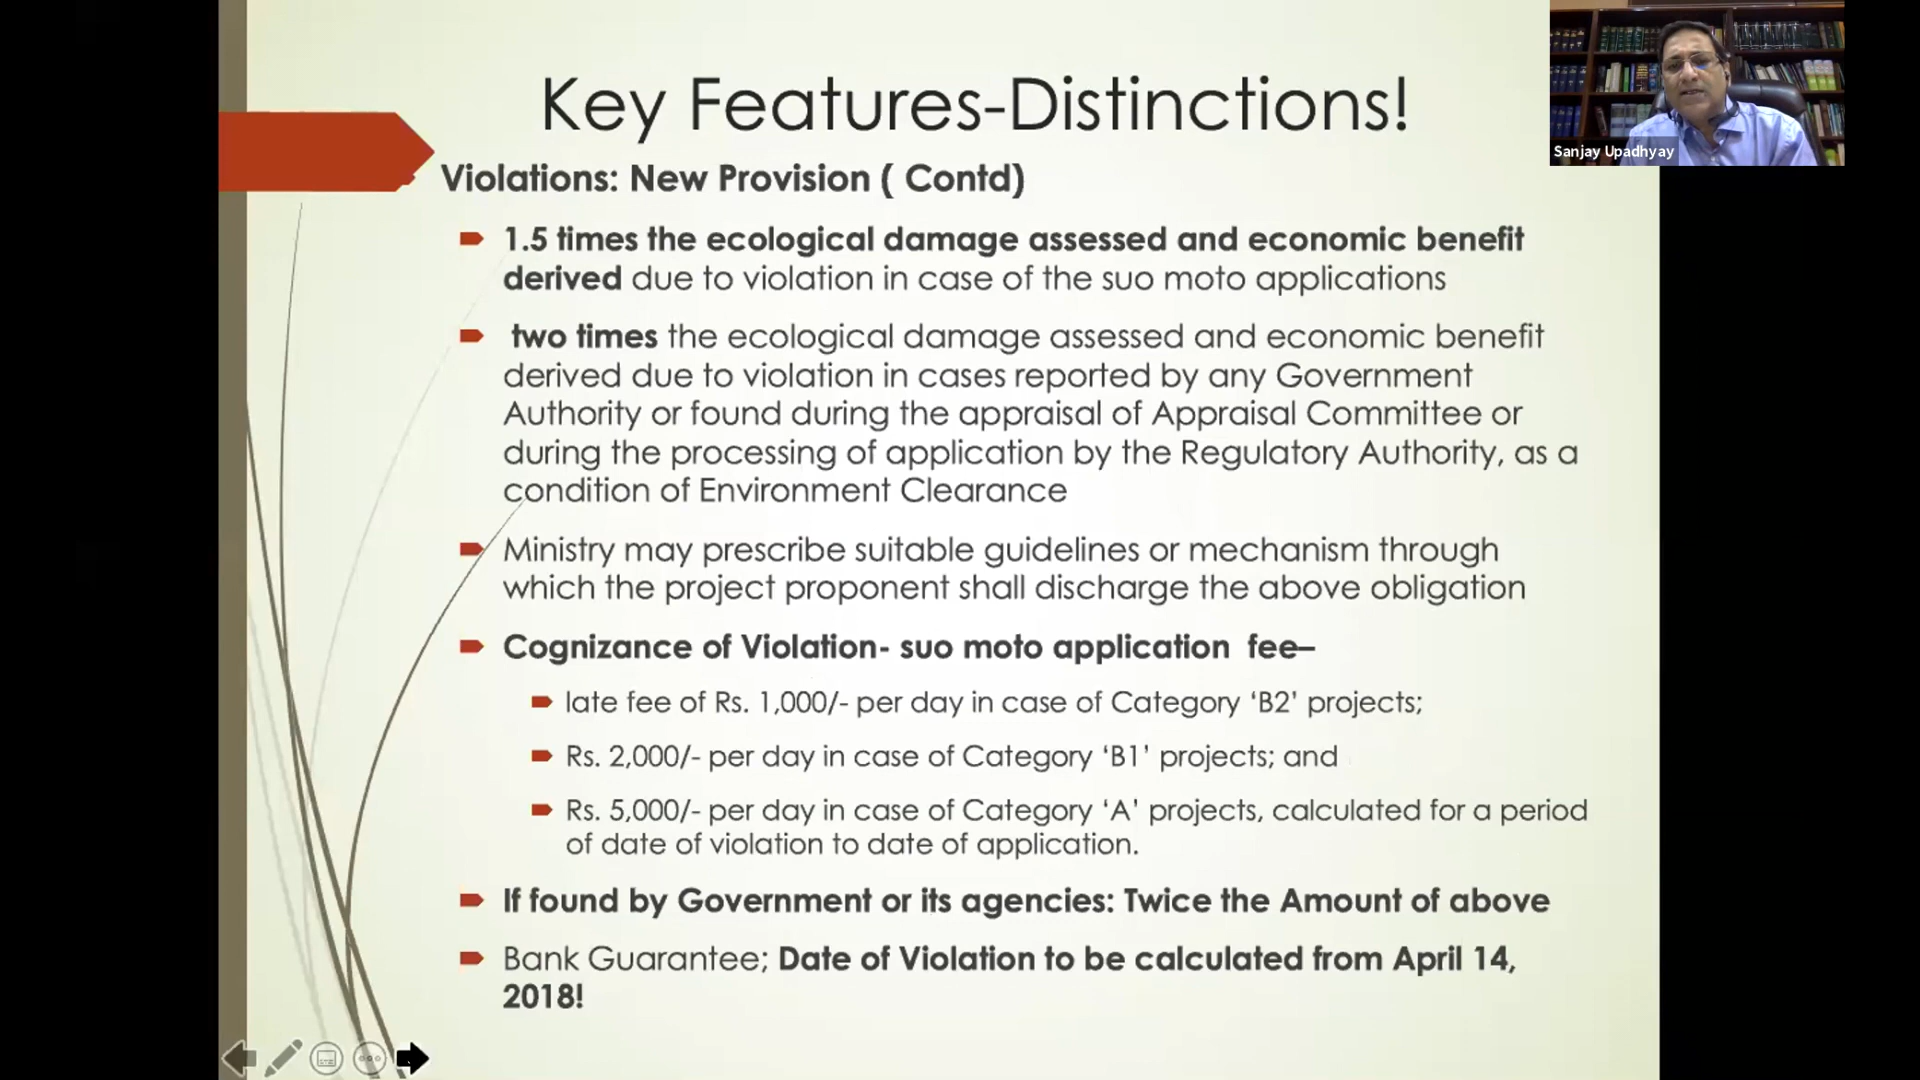 Key Features-Distinctions!
Sanjay Upadhyay
Violations: New Provision ( Contd)
1.5 times the ecological damage assessed and economic benefit
derived due to violation in case of the suo moto applications
two times the ecological damage assessed and economic benefit
derived due to violation in cases reported by any Government
Authority or found during the appraisal of Appraisal Committee or
during the processing of application by the Regulatory Authority, as a
condition of Environment Clearance
Ministry may prescribe suitable guidelines or mechanism through
which the project proponent shall discharge the above obligation
Cognizance of Violation- suo moto application fee–
late fee of Rs. 1,000/- per day in case of Category ‘B2’ projects;
Rs. 2,000/- per day in case of Category ‘B1’ projects; and
Rs. 5,000/- per day in case of Category ‘A’ projects, calculated for a period
of date of violation to date of application.
If found by Government or its agencies: Twice the Amount of above
Bank Guarantee; Date of Violation to be calculated from April 14,
2018!